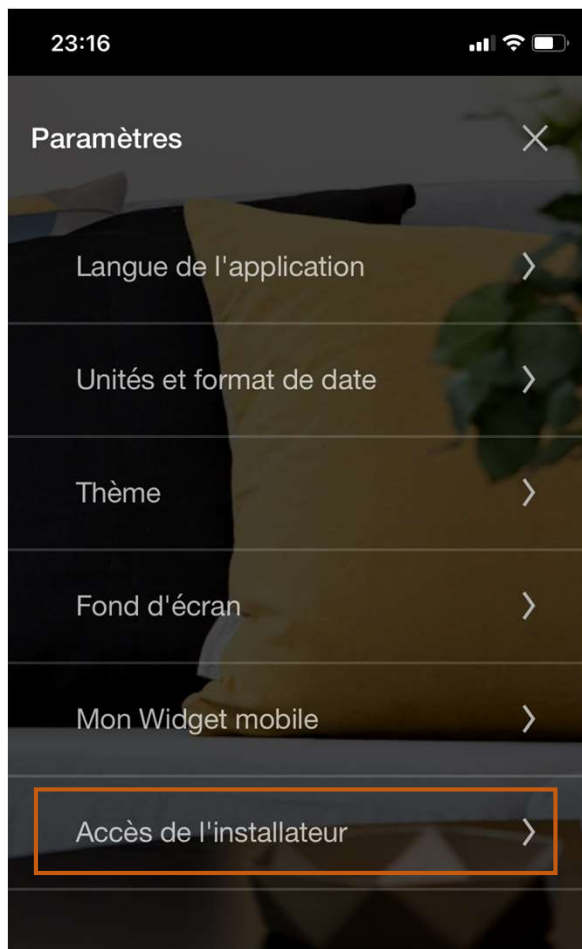 23:16
Paramètres
Langue de l'application
Unités et format de date
Thème
Fond d'écran
Mon Widget mobile
Accès de l'installateur